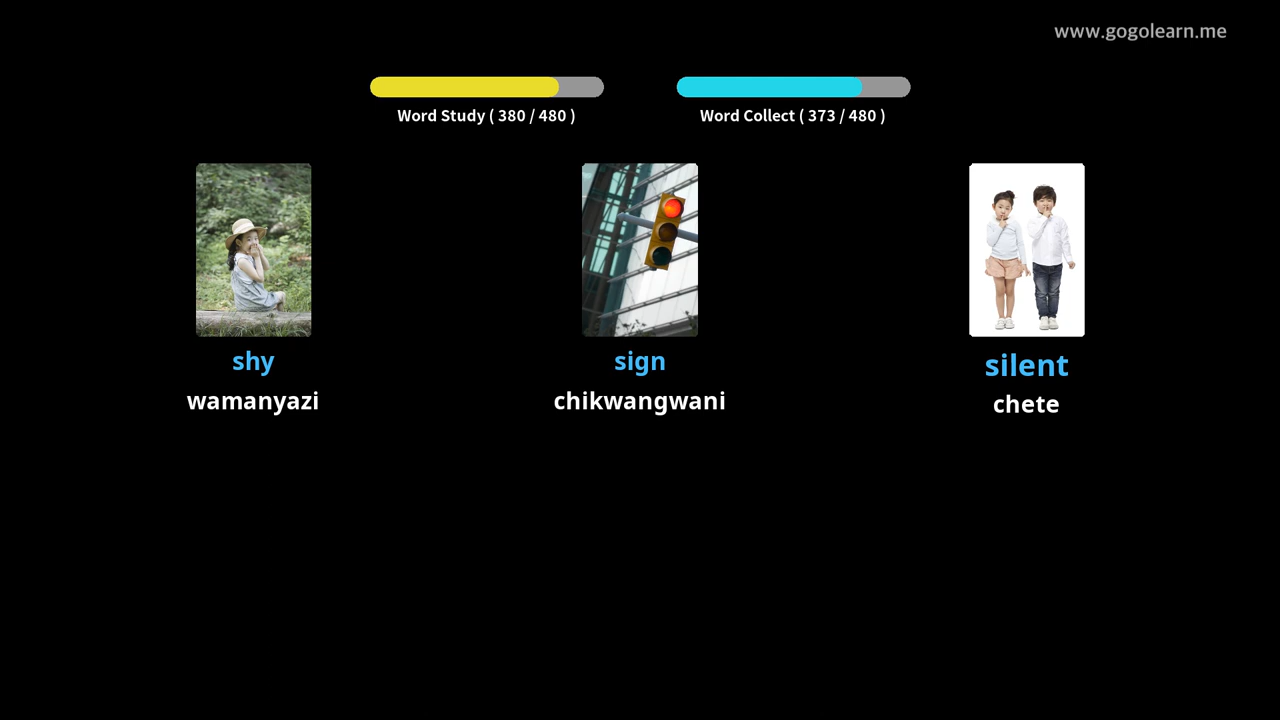 www.gogolearn.me
Word Study ( 380 / 480 )
Word Collect ( 373 / 480 )
shy
wamanyazi
sign
chikwangwani
silent
chete